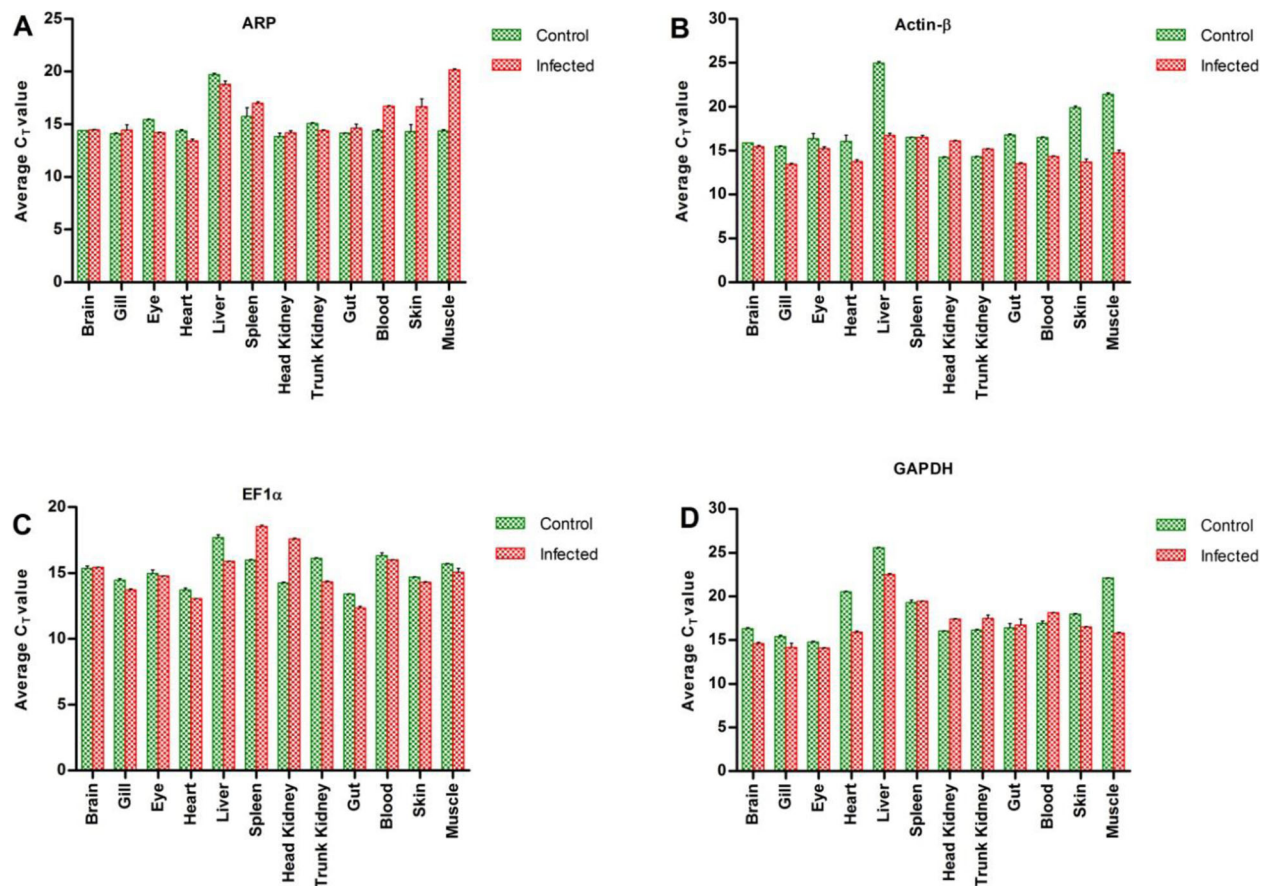 A
ARP
Average CT value
20
15
10
5
0
25
Brain
Gill
Eye
Heart
Liver
Spleen
Head Kidney
Trunk Kidney
Gut
Blood
Skin
Muscle
Control
Infected
B
Actin-β
Average CT value
30
25
20
15
10
5
0
Brain
Gill
Eye
Heart
Liver
Spleen
Head Kidney
Trunk Kidney
Gut
Blood
Skin
Muscle
Control
Infected
C
EF1α
Average CT value
20
15
10
5
0
Brain
Gill
Eye
Heart
Liver
Spleen
Head Kidney
Trunk Kidney
Gut
Blood
Skin
Muscle
Control
Infected
D
GAPDH
Average CT value
30
25
20
15
10
5
0
Brain
Gill
Eye
Heart
Liver
Spleen
Head Kidney
Trunk Kidney
Gut
Blood
Skin
Muscle
Control
Infected